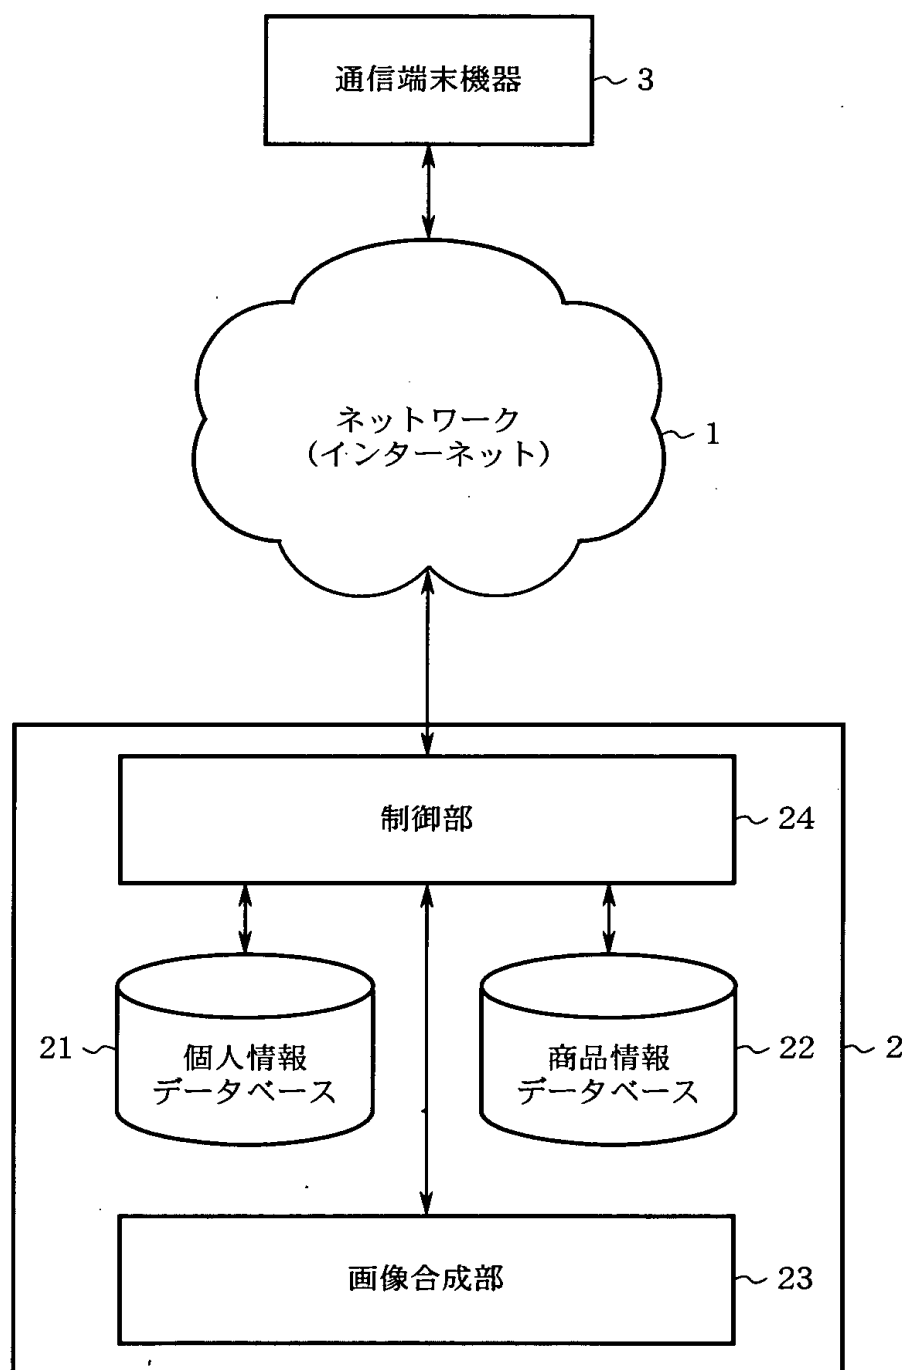 通信端末機器
3
ネットワーク
(インターネット)
1
制御部
24
21
個人情報
データベース
商品情報
データベース
22
2
画像合成部
23